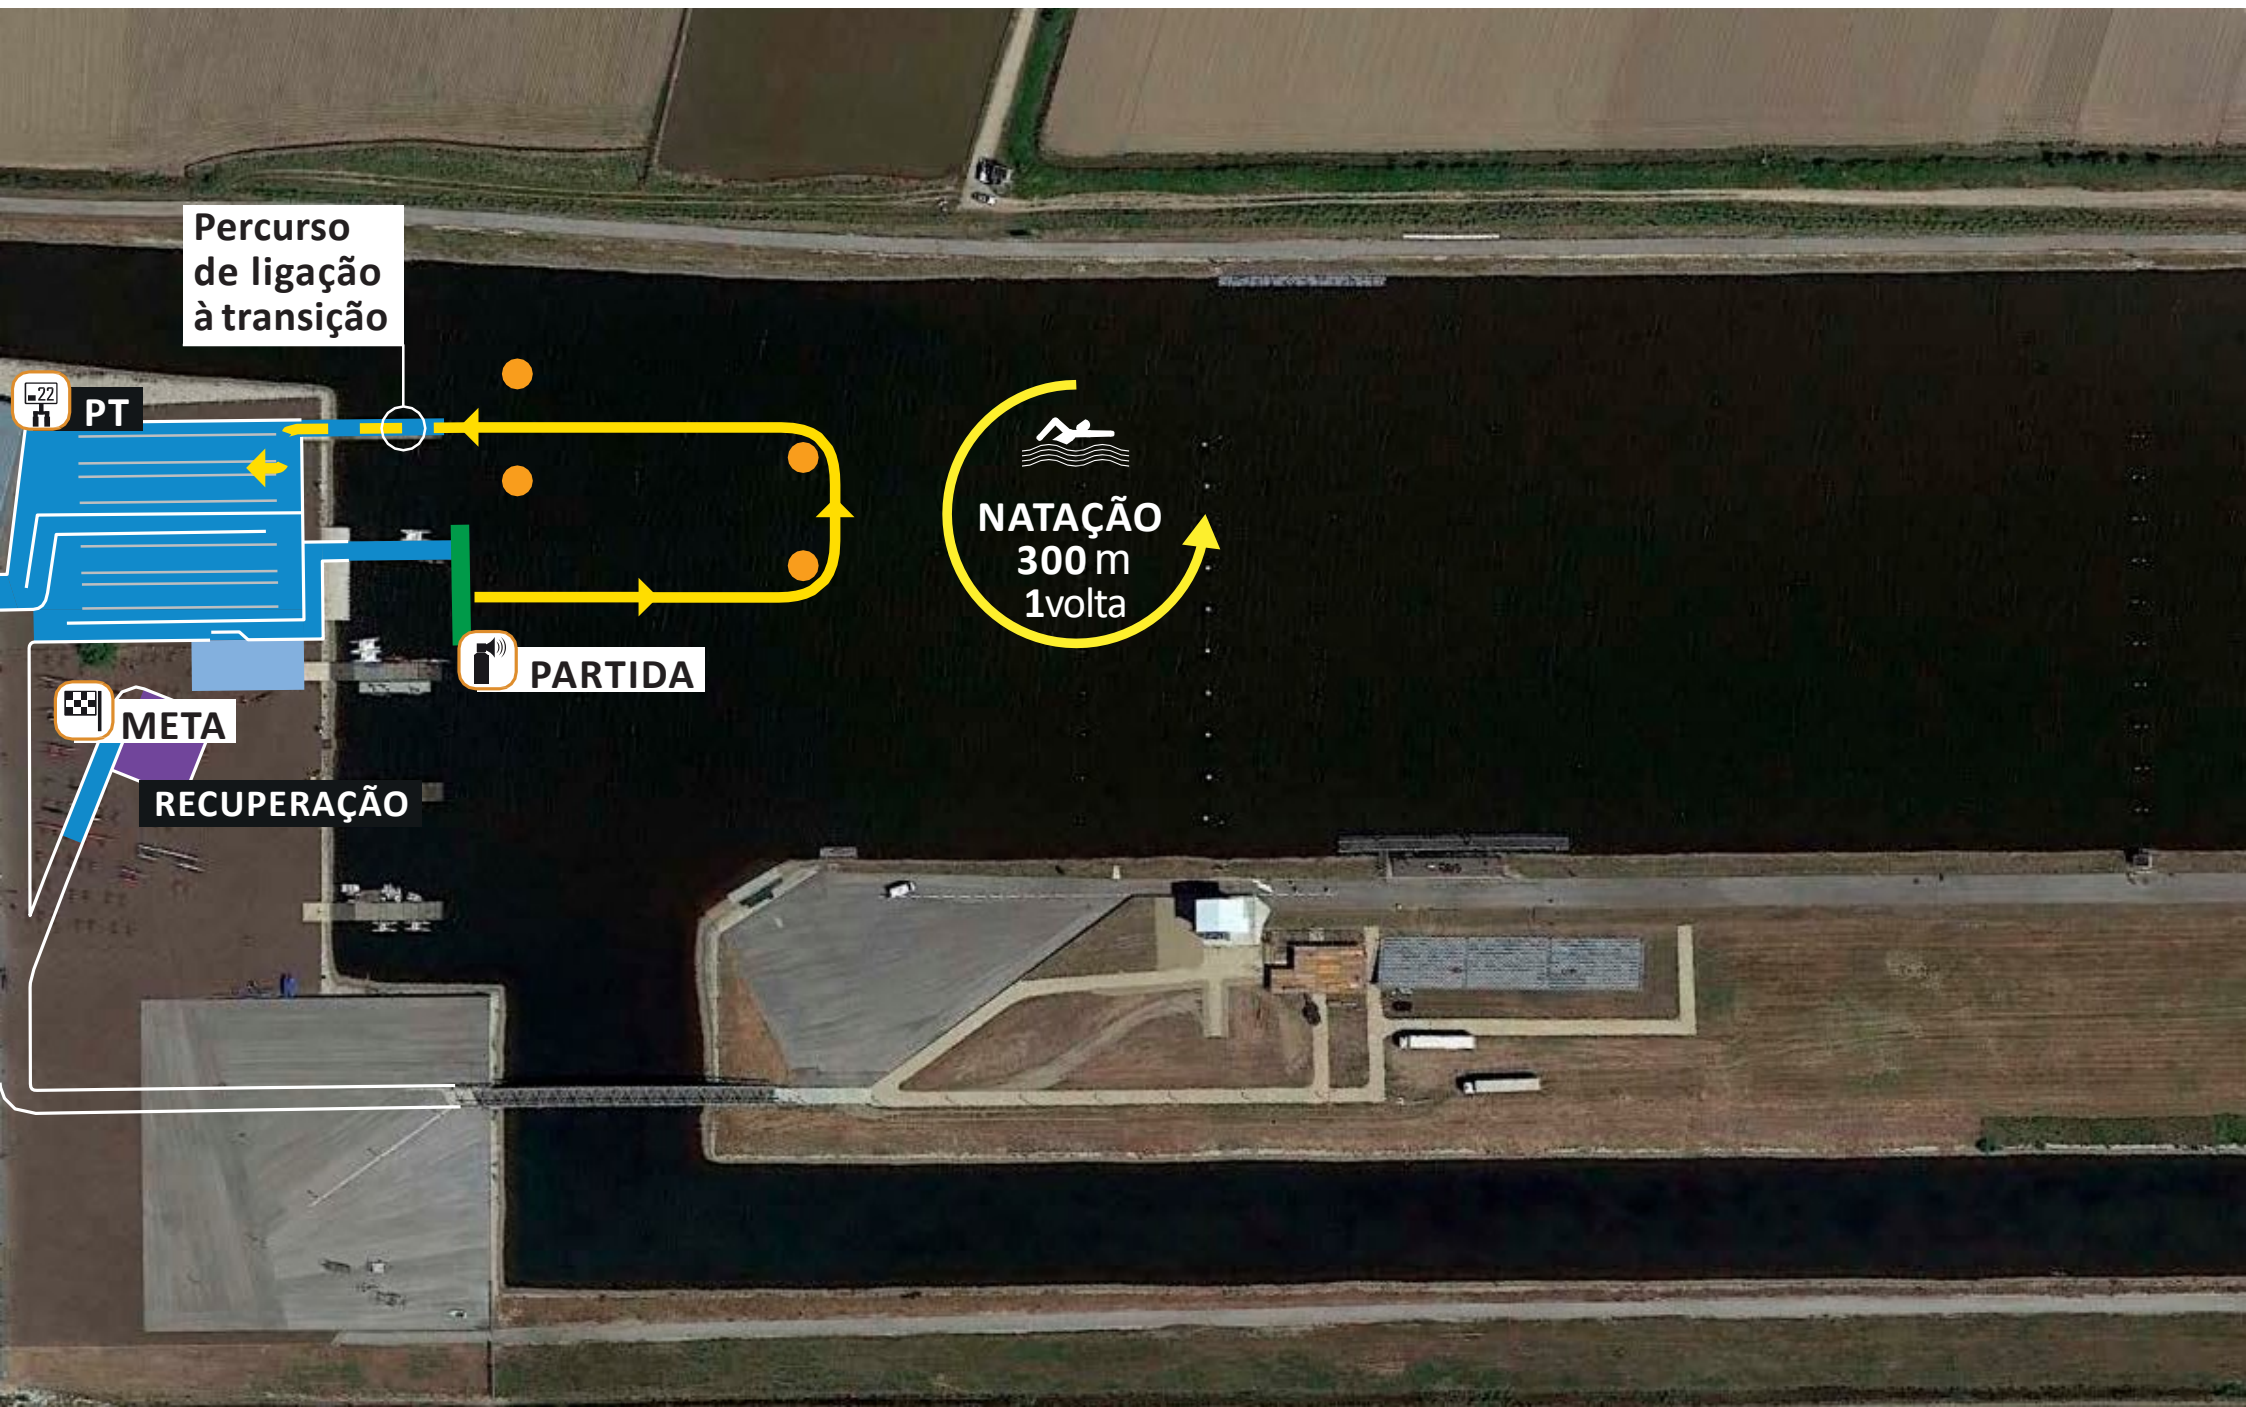 Percurso
de ligação
à transição
22
PT
NATAÇÃO
300 m
1volta
PARTIDA
META
RECUPERAÇÃO